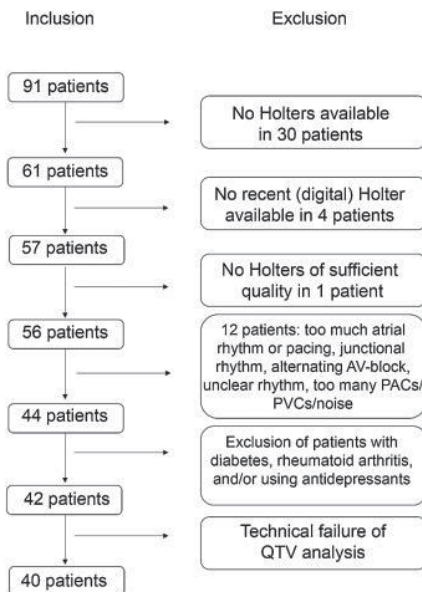 Inclusion
Exclusion
91 patients
No Holters available
in 30 patients
61 patients
No recent (digital) Holter
available in 4 patients
57 patients
No Holters of sufficient
quality in 1 patient
56 patients
12 patients: too much atrial
rhythm or pacing, junctional
rhythm, alternating AV-block,
unclear rhythm, too many PACs/
PVCs/noise
44 patients
Exclusion of patients with
diabetes, rheumatoid arthritis,
and/or using antidepressants
42 patients
Technical failure of
QTV analysis
40 patients